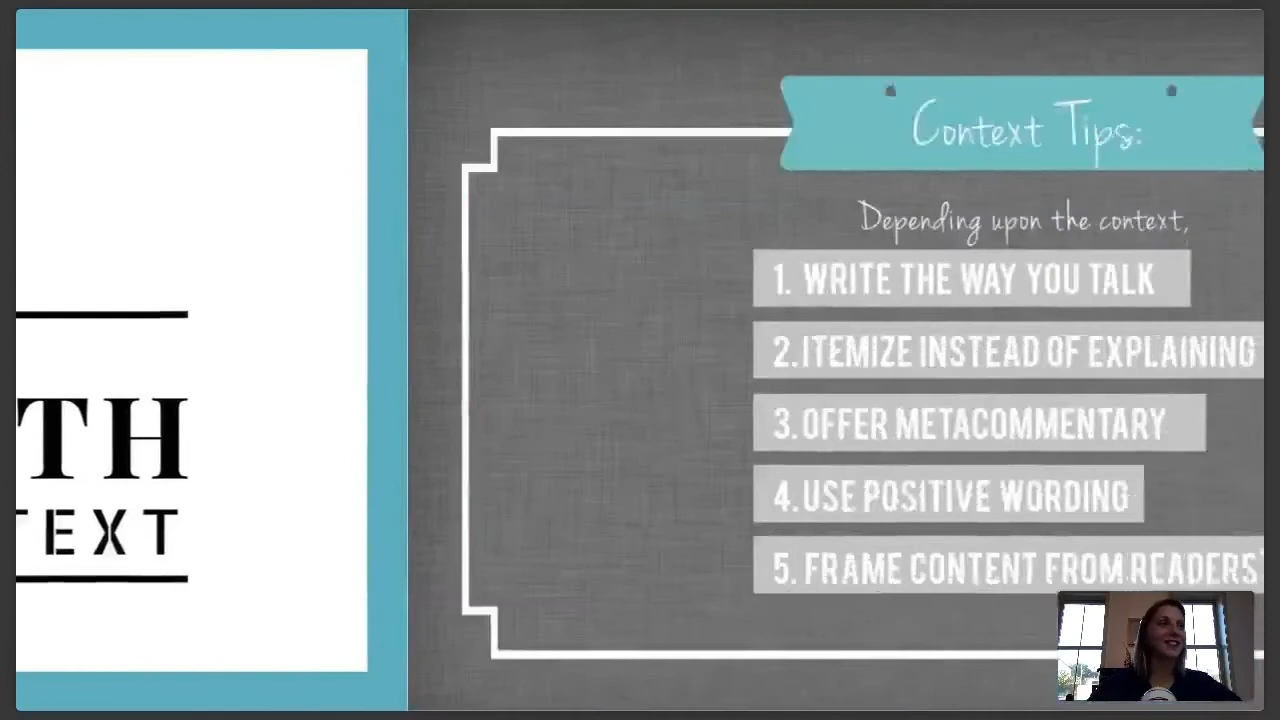 TH
TEXT
Context Tips:
Depending upon the context,
1. WRITE THE WAY YOU TALK
2. ITEMIZE INSTEAD OF EXPLAINING
3. OFFER METACOMMENTARY
4. USE POSITIVE WORDING
5. FRAME CONTENT FROM READERS'